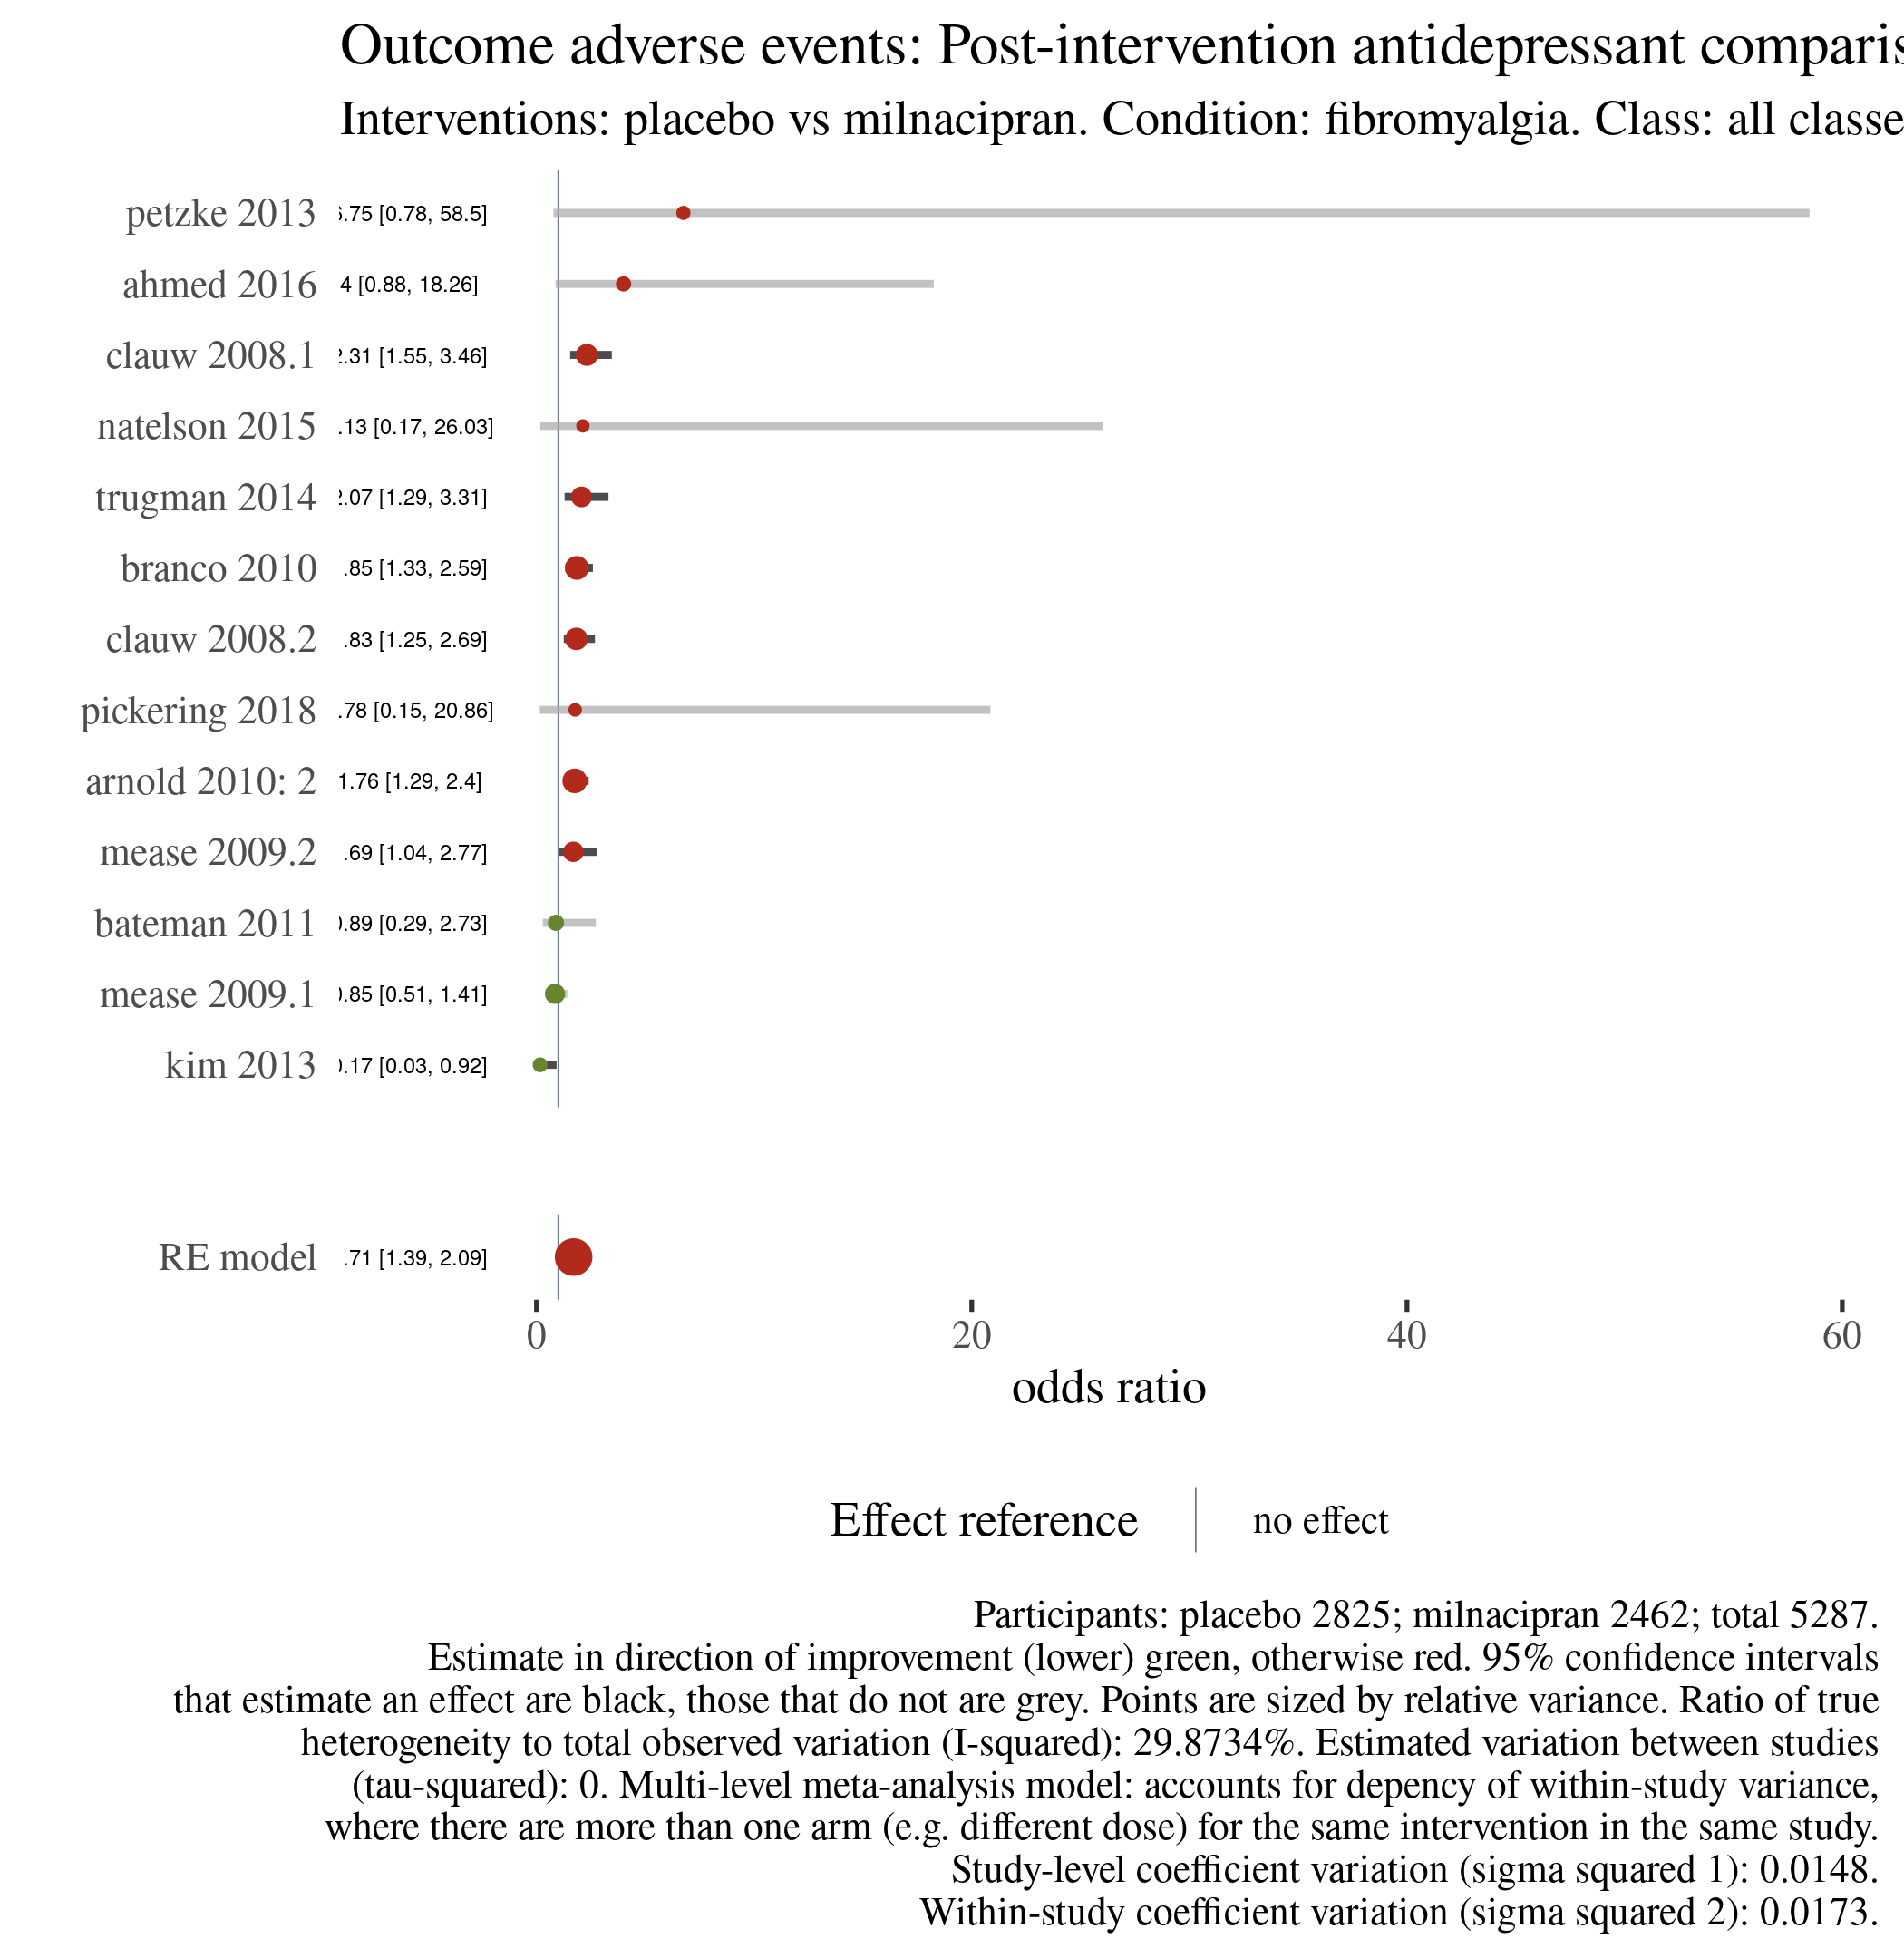 Outcome adverse events: Post-intervention antidepressant comparis
Interventions: placebo vs milnacipran. Condition: fibromyalgia. Class: all classe
petzke 2013 .75 [0.78, 58.5]
ahmed 2016 4 [0.88, 18.26]
clauw 2008.1 .31 [1.55, 3.46]
natelson 2015 .13 [0.17, 26.03]
trugman 2014 .07 [1.29, 3.31]
branco 2010 .85 [1.33, 2.59]
clauw 2008.2 .83 [1.25, 2.69]
pickering 2018 .78 [0.15, 20.86]
arnold 2010: 2 1.76 [1.29, 2.4]
mease 2009.2 .69 [1.04, 2.77]
bateman 2011 .89 [0.29, 2.73]
mease 2009.1 .85 [0.51, 1.41]
kim 2013 .17 [0.03, 0.92]
RE model .71 [1.39, 2.09]
0 20 40 60
odds ratio
Effect reference no effect
Participants: placebo 2825; milnacipran 2462; total 5287.
Estimate in direction of improvement (lower) green, otherwise red. 95% confidence intervals
that estimate an effect are black, those that do not are grey. Points are sized by relative variance. Ratio of true
heterogeneity to total observed variation (I-squared): 29.8734%. Estimated variation between studies
(tau-squared): 0. Multi-level meta-analysis model: accounts for depency of within-study variance,
where there are more than one arm (e.g. different dose) for the same intervention in the same study.
Study-level coefficient variation (sigma squared 1): 0.0148.
Within-study coefficient variation (sigma squared 2): 0.0173.